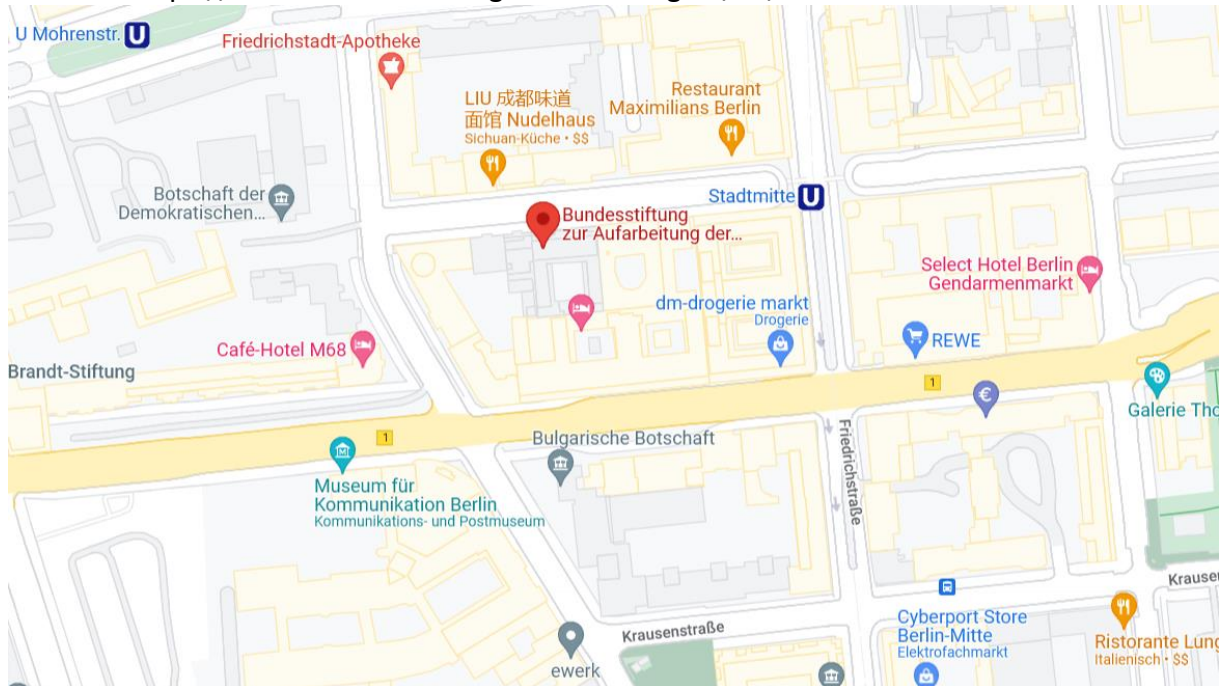 U Mohrenstr. U
Friedrichstadt-Apotheke
LIU 成都味道
面馆 Nudelhaus
Sichuan-Küche • $$
Restaurant
Maximilians Berlin
Botschaft der
Demokratischen...
Stadtmitte U
Bundesstiftung
zur Aufarbeitung der...
Select Hotel Berlin
Gendarmenmarkt
dm-drogerie markt
Drogerie
REWE
Café-Hotel M68
Brandt-Stiftung
1
€
Galerie Tho
1
Bulgarische Botschaft
Friedrichstraße
Museum für
Kommunikation Berlin
Kommunikations- und Postmuseum
Krausen
Cyberport Store
Berlin-Mitte
Elektrofachmarkt
Krausenstraße
Ristorante Lung
Italienisch • $$
ewerk